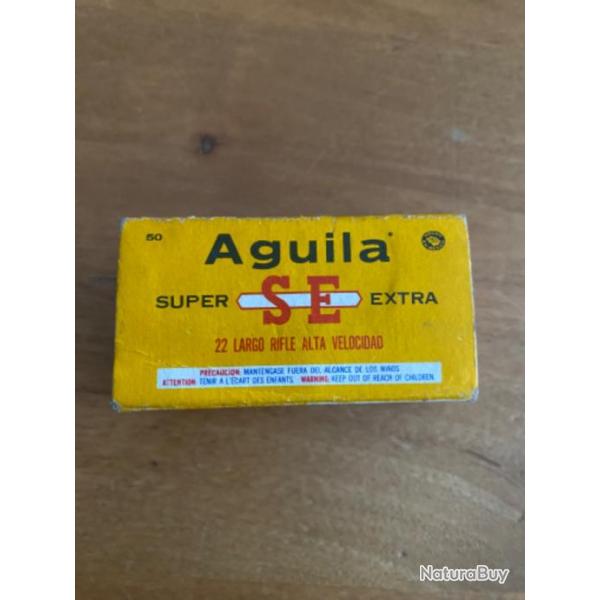 50
Aguila
SUPER SE EXTRA
22 LARGO RIFLE ALTA VELOCIDAD
PRECAUCION: MANTENGASE FUERA DEL ALCANCE DE LOS NIÑOS
ATTENTION: TENIR A L'ECART DES ENFANTS. WARNING: KEEP OUT OF REACH OF CHILDREN.
NaturaBuy